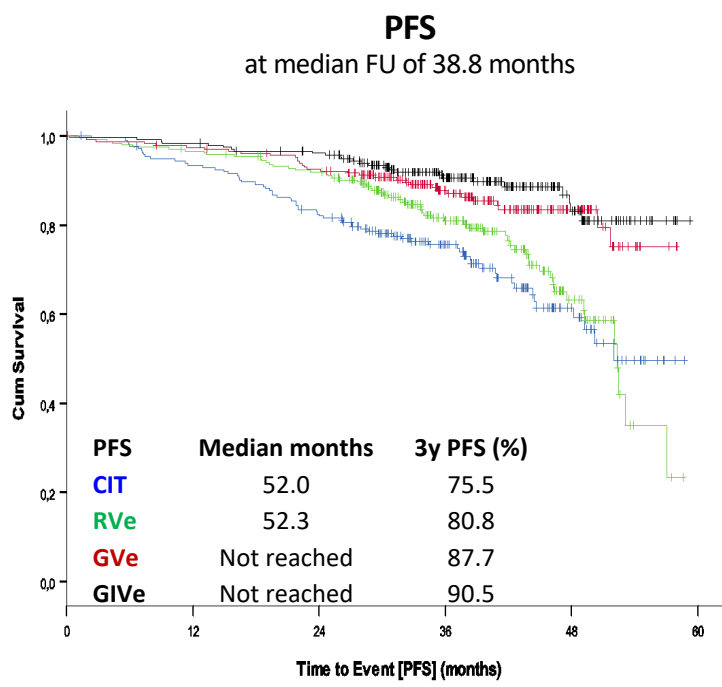 PFS
at median FU of 38.8 months
1,0
0,8
0,6
0,4
0,2
0,0
Cum Survival
PFS Median months 3y PFS (%)
CIT 52.0 75.5
RVe 52.3 80.8
GVe Not reached 87.7
GIVe Not reached 90.5
0 12 24 36 48 60
Time to Event [PFS] (months)